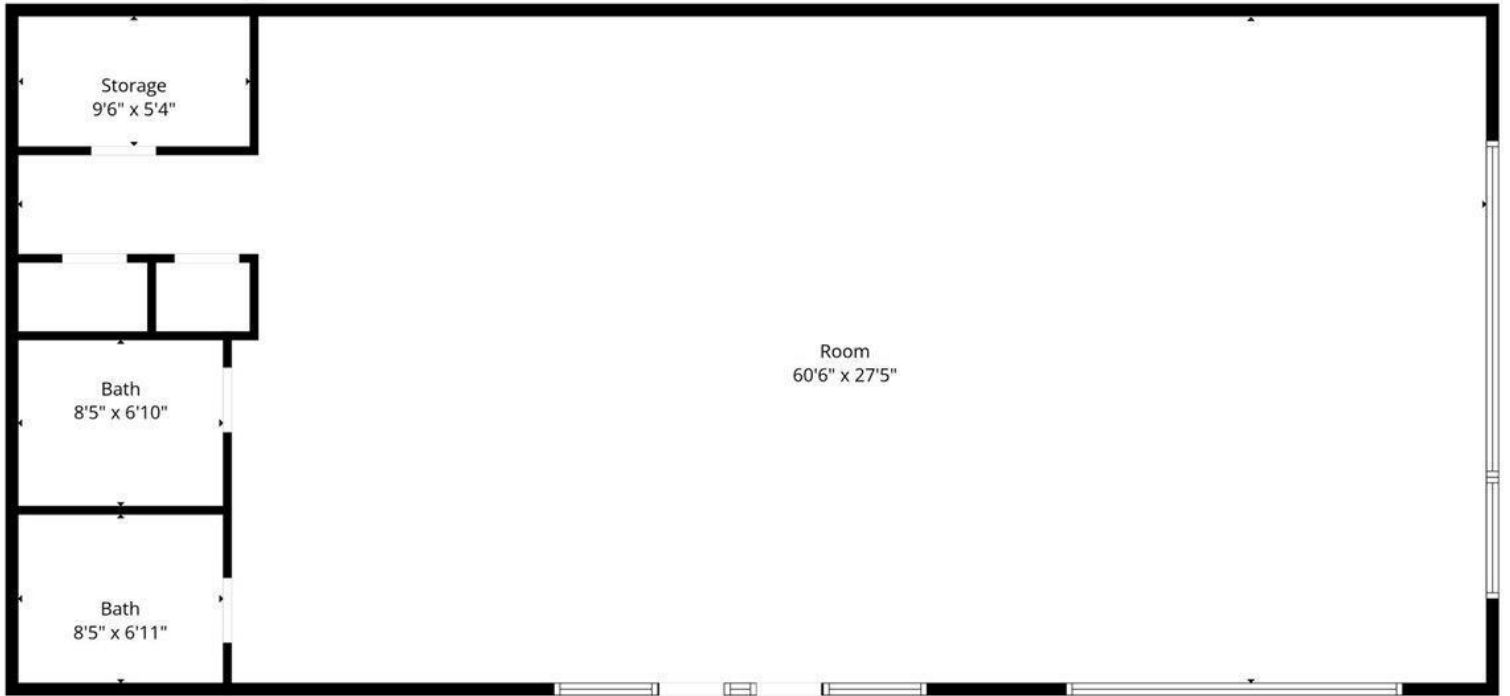 Storage
9'6" x 5'4"
Room
60'6" x 27'5"
Bath
8'5" x 6'10"
Bath
8'5" x 6'11"